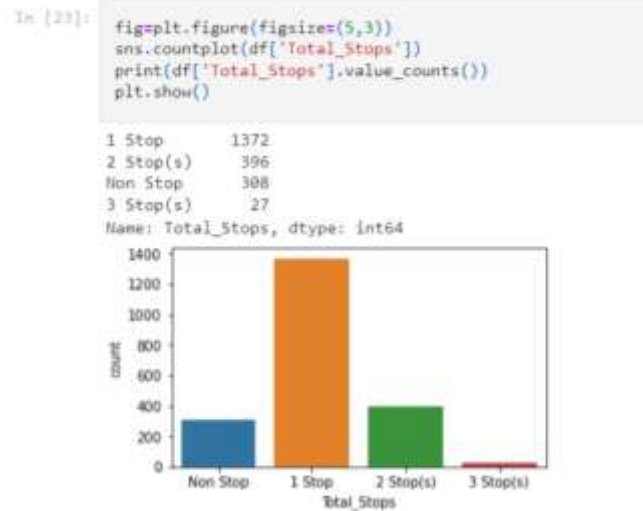 In [23]:
fig=plt.figure(figsize=(5,3))
sns.countplot(df['Total_Stops'])
print(df['Total_Stops'].value_counts())
plt.show()
1 Stop 1372
2 Stop(s) 396
Non Stop 308
3 Stop(s) 27
Name: Total_Stops, dtype: int64
1400
1200
1000
800
600
400
200
0
count
Non Stop 1 Stop 2 Stop(s) 3 Stop(s)
Total_Stops